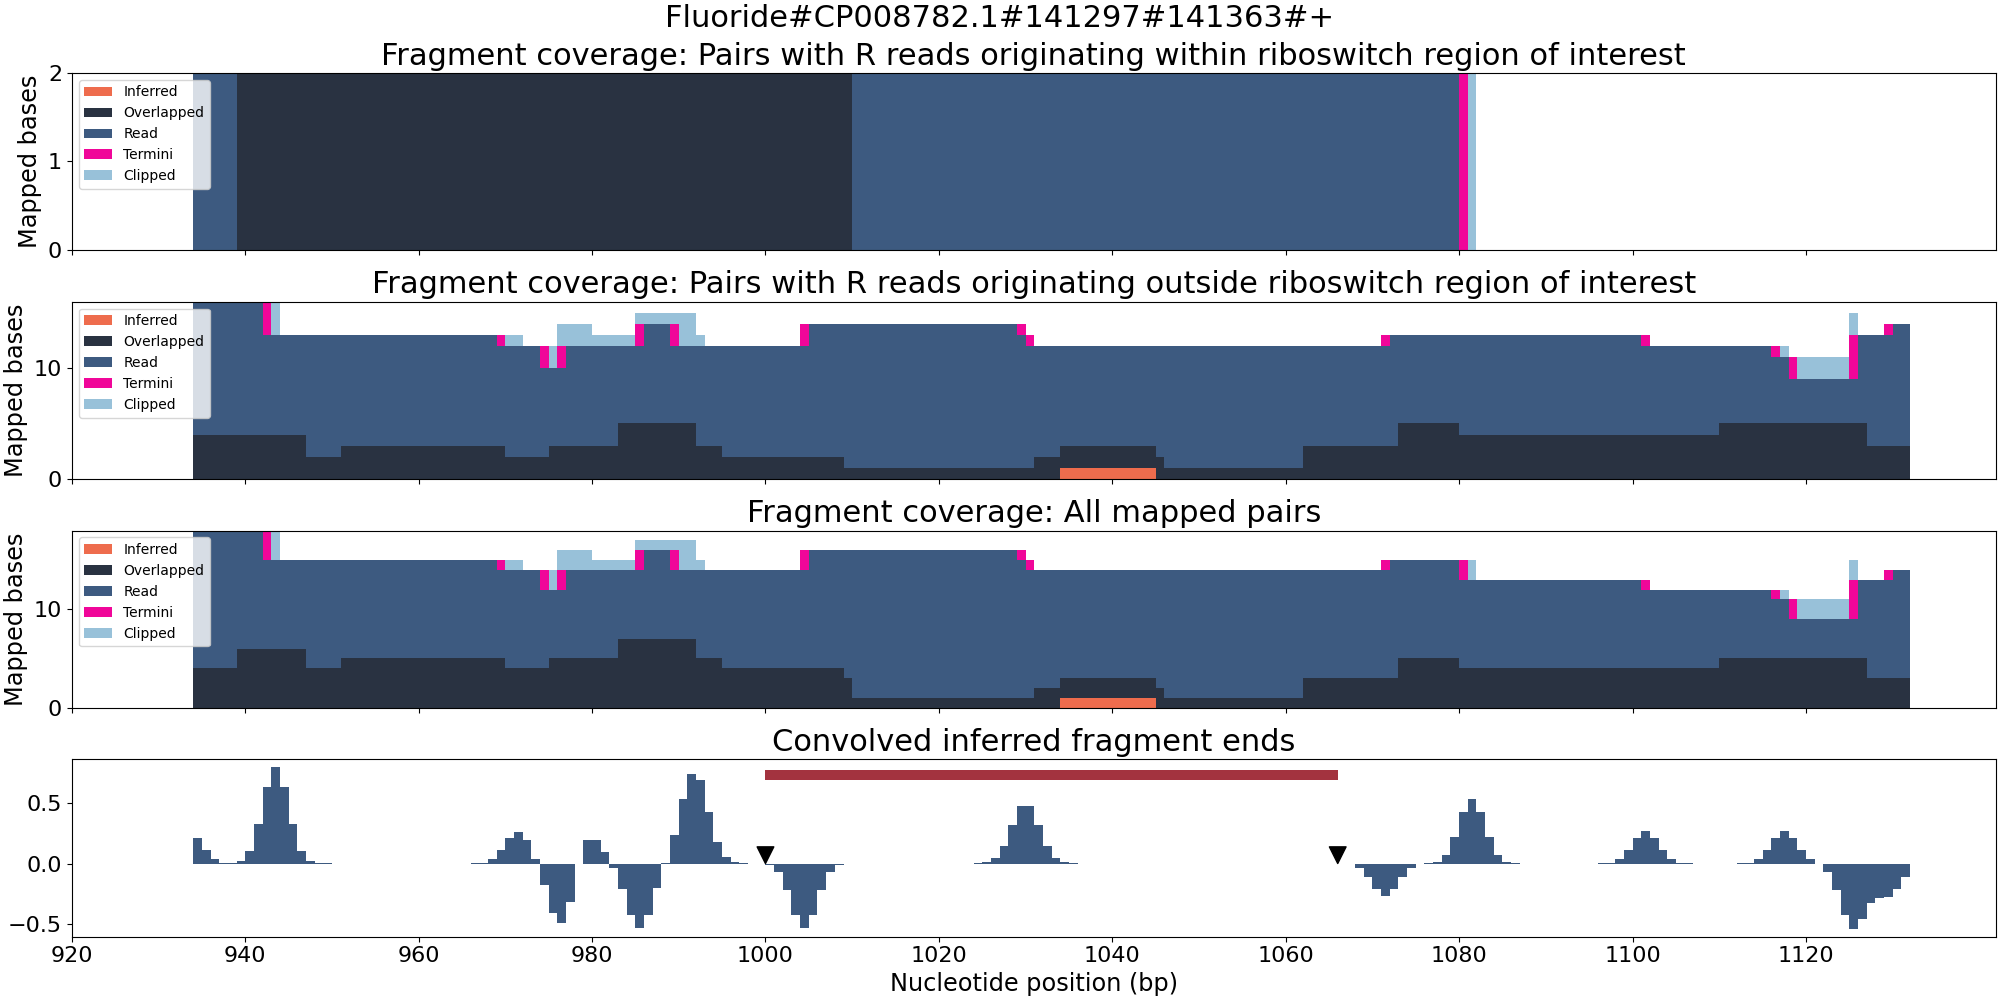 Fluoride#CP008782.1#141297#141363#+
Fragment coverage: Pairs with R reads originating within riboswitch region of interest
Mapped bases
2
1
0
Inferred
Overlapped
Read
Termini
Clipped
Fragment coverage: Pairs with R reads originating outside riboswitch region of interest
Mapped bases
10
0
Inferred
Overlapped
Read
Termini
Clipped
Fragment coverage: All mapped pairs
Mapped bases
10
0
Inferred
Overlapped
Read
Termini
Clipped
Convolved inferred fragment ends
0.5
0.0
−0.5
920 940 960 980 1000 1020 1040 1060 1080 1100 1120
Nucleotide position (bp)